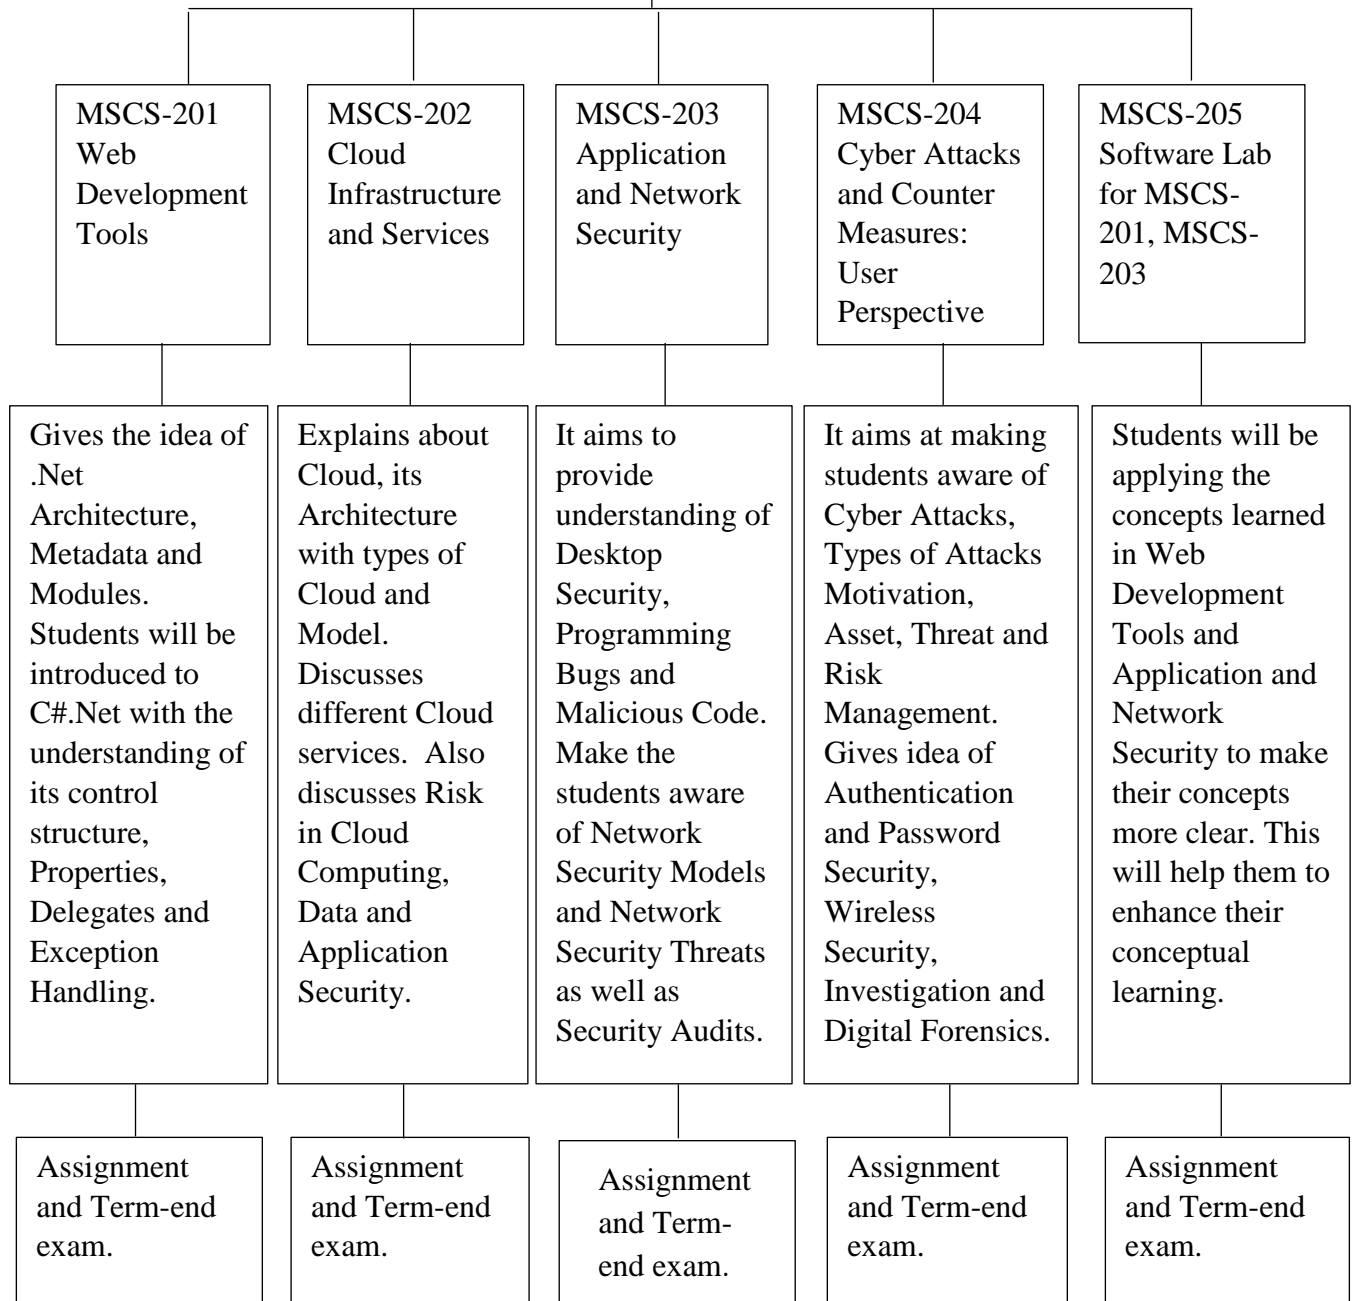 MSCS-201
Web
Development
Tools
MSCS-202
Cloud
Infrastructure
and Services
MSCS-203
Application
and Network
Security
MSCS-204
Cyber Attacks
and Counter
Measures:
User
Perspective
MSCS-205
Software Lab
for MSCS-
201, MSCS-
203
Gives the idea of
.Net
Architecture,
Metadata and
Modules.
Students will be
introduced to
C#.Net with the
understanding of
its control
structure,
Properties,
Delegates and
Exception
Handling.
Explains about
Cloud, its
Architecture
with types of
Cloud and
Model.
Discusses
different Cloud
services.  Also
discusses Risk
in Cloud
Computing,
Data and
Application
Security.
It aims to
provide
understanding of
Desktop
Security,
Programming
Bugs and
Malicious Code.
Make the
students aware
of Network
Security Models
and Network
Security Threats
as well as
Security Audits.
It aims at making
students aware of
Cyber Attacks,
Types of Attacks
Motivation,
Asset, Threat and
Risk
Management.
Gives idea of
Authentication
and Password
Security,
Wireless
Security,
Investigation and
Digital Forensics.
Students will be
applying the
concepts learned
in Web
Development
Tools and
Application and
Network
Security to make
their concepts
more clear. This
will help them to
enhance their
conceptual
learning.
Assignment
and Term-end
exam.
Assignment
and Term-end
exam.
Assignment
and Term-
end exam.
Assignment
and Term-end
exam.
Assignment
and Term-end
exam.